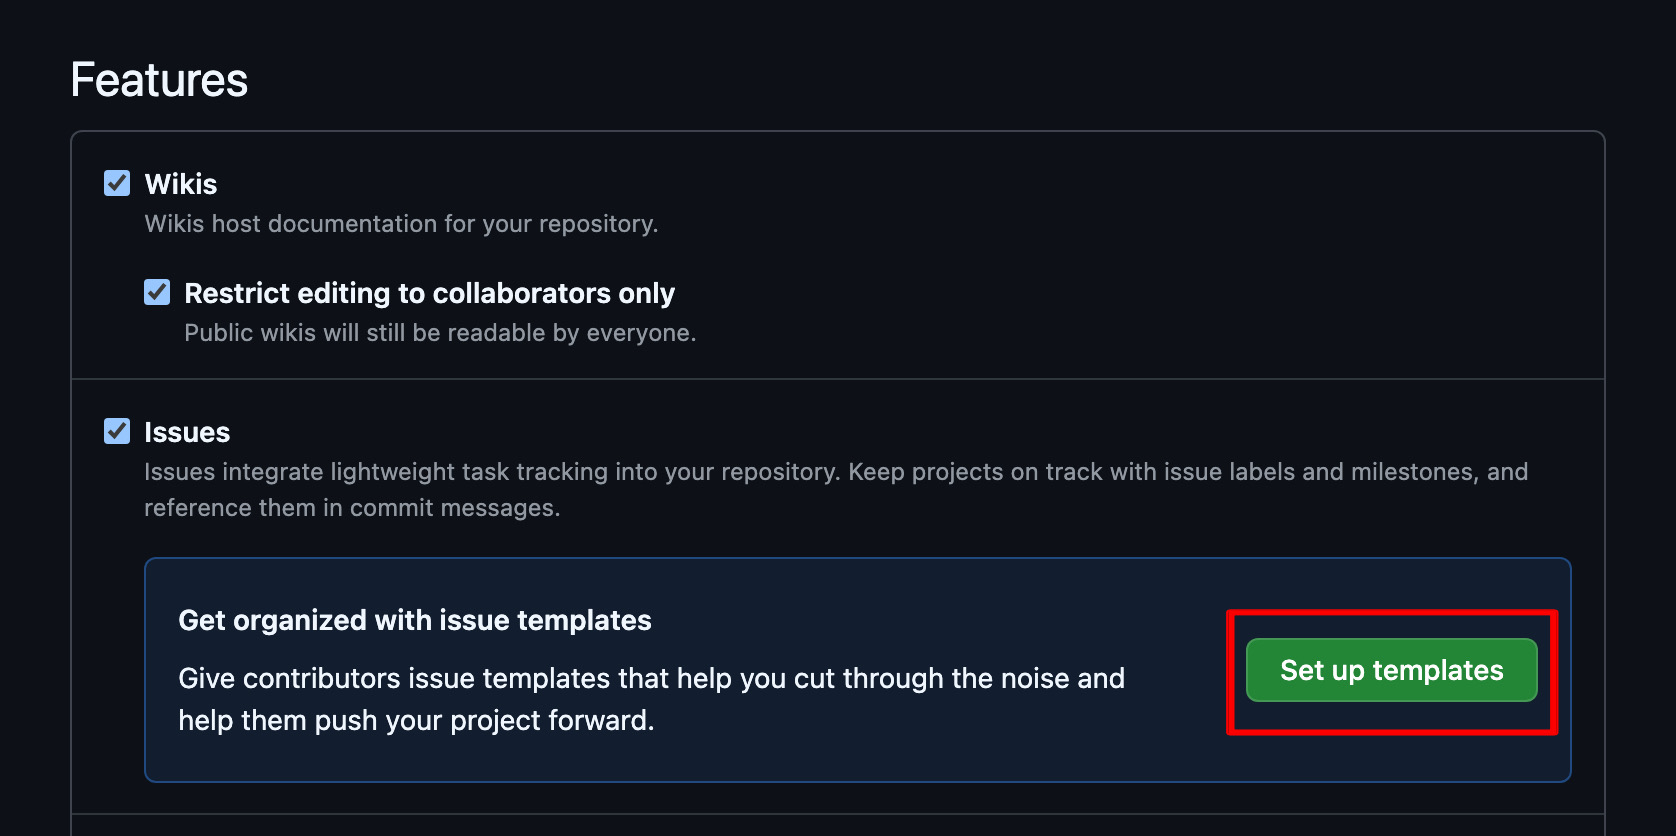 Features
Wikis
Wikis host documentation for your repository.
Restrict editing to collaborators only
Public wikis will still be readable by everyone.
Issues
Issues integrate lightweight task tracking into your repository. Keep projects on track with issue labels and milestones, and
reference them in commit messages.
Get organized with issue templates
Give contributors issue templates that help you cut through the noise and
help them push your project forward.
Set up templates